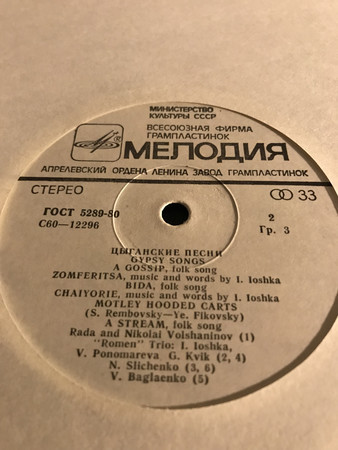 МИНИСТЕРСТВО
КУЛЬТУРЫ СССР
ВСЕСОЮЗНАЯ ФИРМА
ГРАМПЛАСТИНОК
® МЕЛОДИЯ
АПРЕЛЕВСКИЙ ОРДЕНА ЛЕНИНА ЗАВОД ГРАМПЛАСТИНОК
СТЕРЕО 33
ГОСТ 5289-80 2
С60—12296 Гр. 3
ЦЫГАНСКИЕ ПЕСНИ
GYPSY SONGS
A GOSSIP, folk song
ZOMFERITSA, music and words by I. Ioshka
BIDA, folk song
CHAIYORIE, music and words by I. Ioshka
MOTLEY HOODED CARTS
(S. Rembovsky—Ye. Fikovsky)
A STREAM, folk song
Rada and Nikolai Volshaninov (1)
"Romen" Trio: I. Ioshka,
V. Ponomareva G. Kvik (2, 4)
N. Slichenko (3, 6)
V. Baglaenko (5)